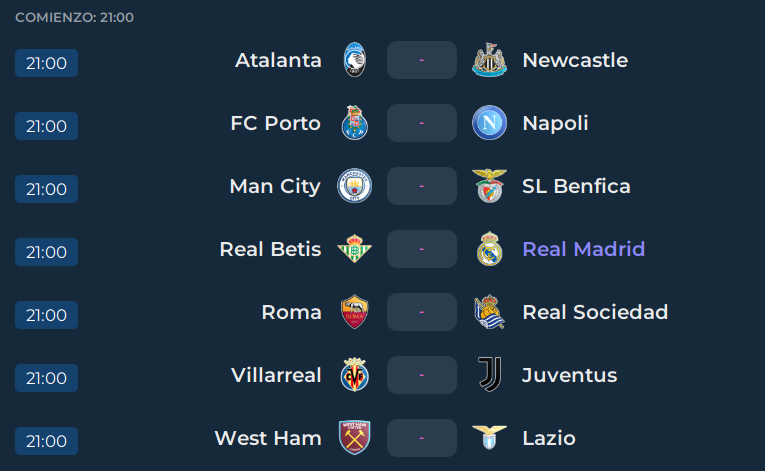 COMIENZO: 21:00
21:00 Atalanta - Newcastle
21:00 FC Porto - Napoli
21:00 Man City - SL Benfica
21:00 Real Betis - Real Madrid
21:00 Roma - Real Sociedad
21:00 Villarreal - Juventus
21:00 West Ham - Lazio